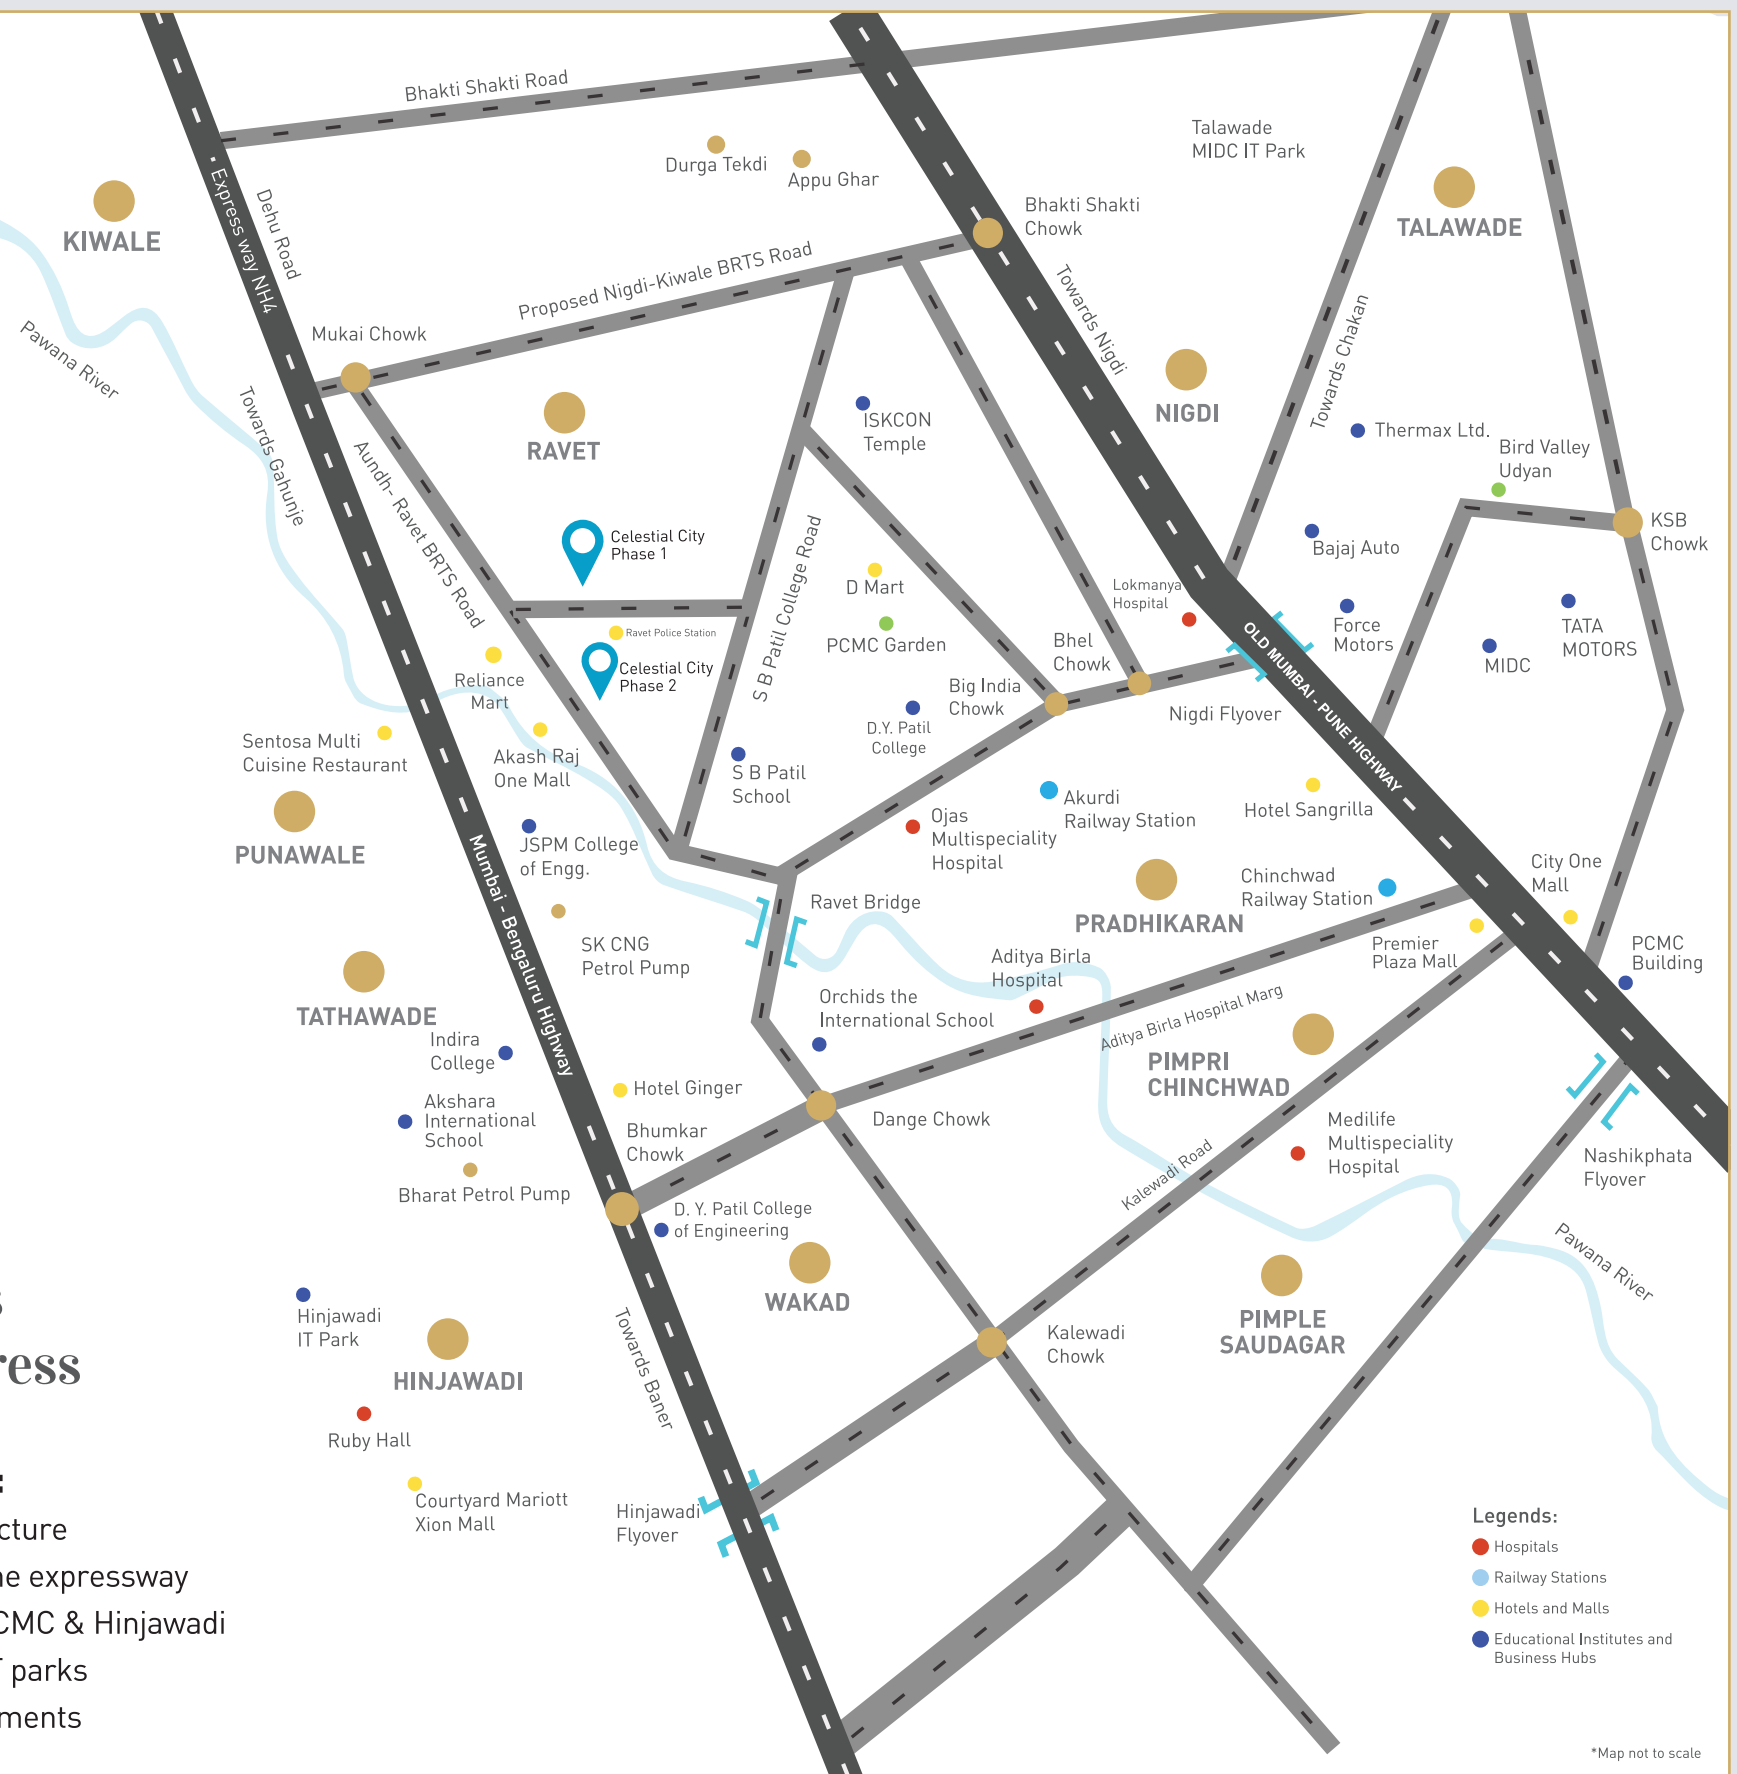 Bhakti Shakti Road
Durga Tekdi
Appu Ghar
Talawade
MIDC IT Park
KIWALE
Express way NH4
Dehu Road
Bhakti Shakti
Chowk
TALAWADE
Pawana River
Proposed Nigdi-Kiwale BRTS Road
Mukai Chowk
Towards Nigdi
Towards Chakan
Towards Gahunje
Aundh- Ravet BRTS Road
RAVET
ISKCON
Temple
NIGDI
Thermax Ltd.
Bird Valley
Udyan
KSB
Chowk
Bajaj Auto
Celestial City
Phase 1
S B Patil College Road
D Mart
Lokmanya
Hospital
Force
Motors
TATA
MOTORS
MIDC
Ravet Police Station
Celestial City
Phase 2
PCMC Garden
Bhel
Chowk
OLD MUMBAI - PUNE HIGHWAY
Reliance
Mart
Big India
Chowk
Nigdi Flyover
D.Y. Patil
College
Sentosa Multi
Cuisine Restaurant
Akash Raj
One Mall
S B Patil
School
Akurdi
Railway Station
Hotel Sangrilla
Ojas
Multispeciality
Hospital
PUNAWALE
JSPM College
of Engg.
Mumbai - Bengaluru Highway
City One
Mall
Chinchwad
Railway Station
PRADHIKARAN
Ravet Bridge
SK CNG
Petrol Pump
Premier
Plaza Mall
PCMC
Building
Aditya Birla
Hospital
Orchids the
International School
Aditya Birla Hospital Marg
TATHAWADE
Indira
College
PIMPRI
CHINCHWAD
Hotel Ginger
Akshara
International
School
Bhumkar
Chowk
Dange Chowk
Medilife
Multispeciality
Hospital
Kalewadi Road
Nashikphata
Flyover
Bharat Petrol Pump
D. Y. Patil College
of Engineering
Pawana River
WAKAD
Hinjawadi
IT Park
Towards Baner
PIMPLE
SAUDAGAR
Kalewadi
Chowk
ress
HINJAWADI
Ruby Hall
Courtyard Mariott
Xion Mall
Hinjawadi
Flyover
:
cture
ne expressway
CMC & Hinjawadi
T parks
ments
Legends:
Hospitals
Railway Stations
Hotels and Malls
Educational Institutes and
Business Hubs
*Map not to scale